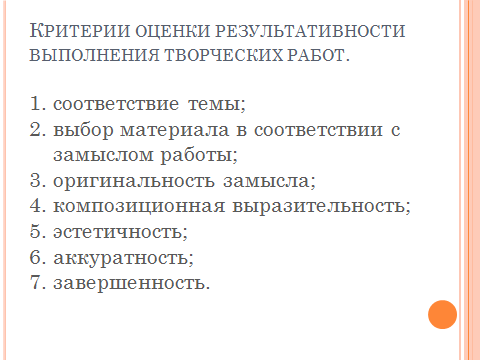 Критерии оценки результативности
выполнения творческих работ.
1. соответствие темы;
2. выбор материала в соответствии с
замыслом работы;
3. оригинальность замысла;
4. композиционная выразительность;
5. эстетичность;
6. аккуратность;
7. завершенность.